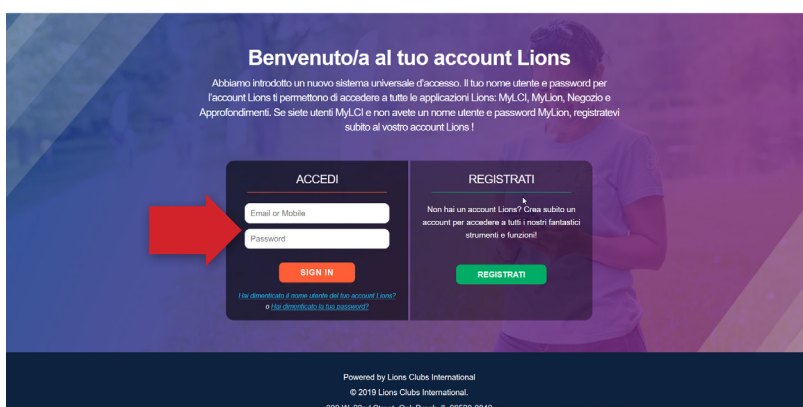 Benvenuto/a al tuo account Lions
Abbiamo introdotto un nuovo sistema universale d'accesso. Il tuo nome utente e password per
l'account Lions ti permettono di accedere a tutte le applicazioni Lions: MyLCI, MyLion, Negozio e
Approfondimenti. Se siete utenti MyLCI e non avete un nome utente e password MyLion, registratevi
subito al vostro account Lions !
ACCEDI
Email or Mobile
Password
SIGN IN
Hai dimenticato il nome utente del tuo account Lions?
o Hai dimenticato la tua password?
REGISTRATI
Non hai un account Lions? Crea subito un
account per accedere a tutti i nostri fantastici
strumenti e funzioni!
REGISTRATI
Powered by Lions Clubs International
© 2019 Lions Clubs International.